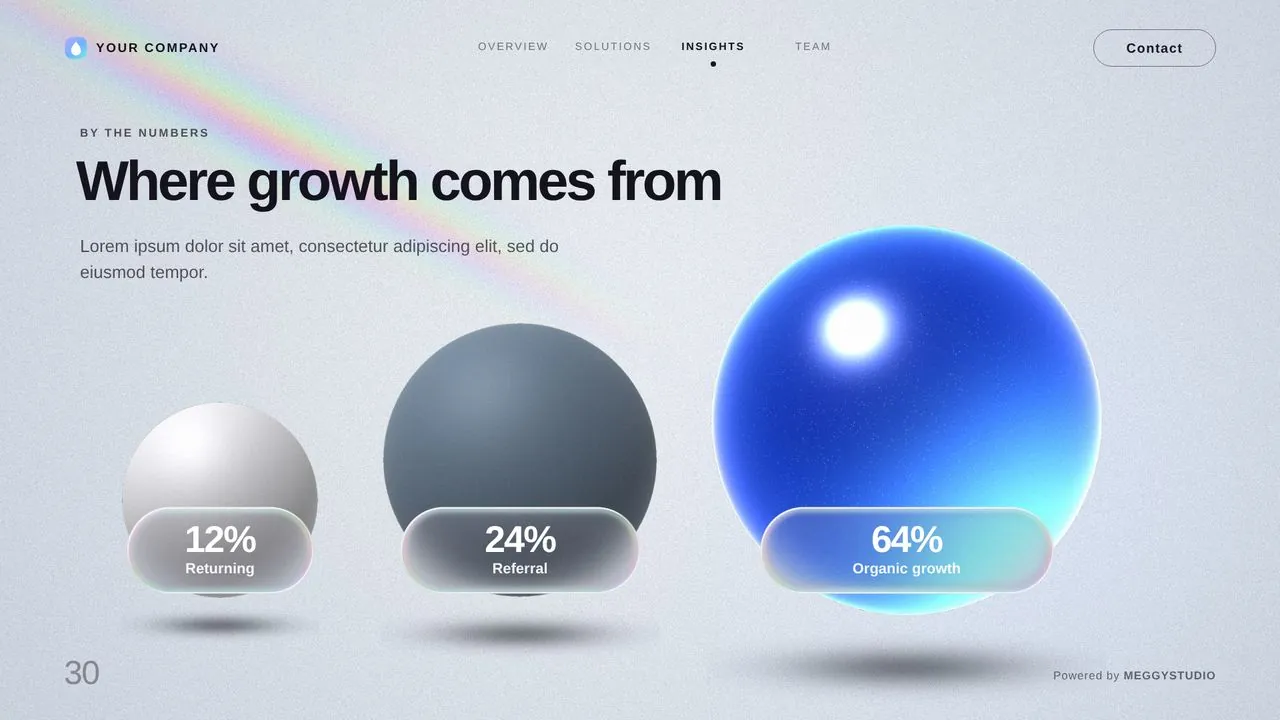 YOUR COMPANY
OVERVIEW
SOLUTIONS
INSIGHTS
TEAM
Contact
BY THE NUMBERS
Where growth comes from
Lorem ipsum dolor sit amet, consectetur adipiscing elit, sed do
eiusmod tempor.
12%
Returning
24%
Referral
64%
Organic growth
30
Powered by MEGGYSTUDIO